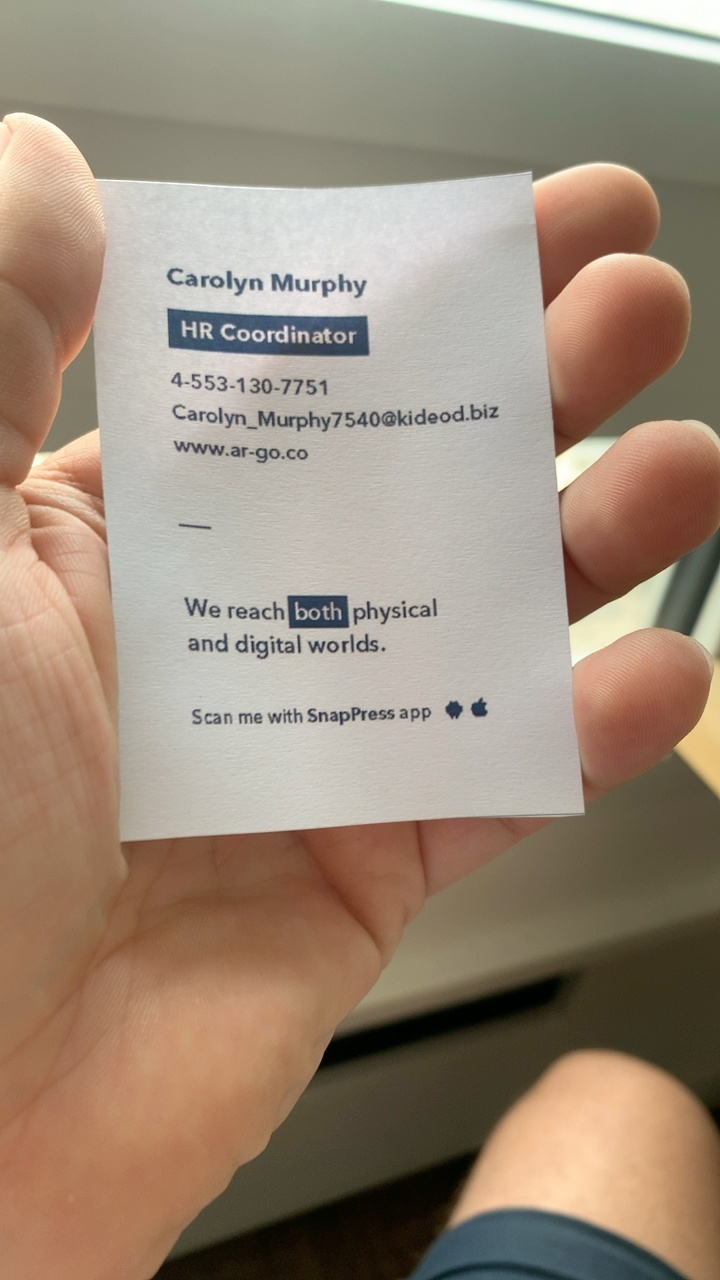 Carolyn Murphy
HR Coordinator
4-553-130-7751
Carolyn_Murphy7540@kideod.biz
www.ar-go.co
—
We reach both physical
and digital worlds.
Scan me with SnapPress app